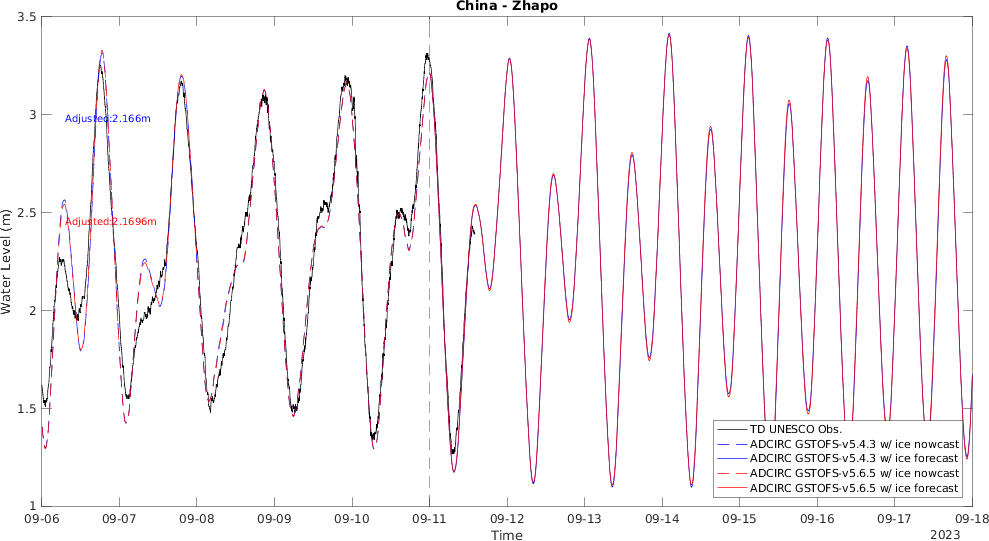 China - Zhapo
3.5
3
2.5
2
1.5
1
Water Level (m)
Adjusted:2.166m
Adjusted:2.1696m
TD UNESCO Obs.
ADCIRC GSTOFS-v5.4.3 w/ ice nowcast
ADCIRC GSTOFS-v5.4.3 w/ ice forecast
ADCIRC GSTOFS-v5.6.5 w/ ice nowcast
ADCIRC GSTOFS-v5.6.5 w/ ice forecast
09-06 09-07 09-08 09-09 09-10 09-11 09-12 09-13 09-14 09-15 09-16 09-17 09-18
Time
2023